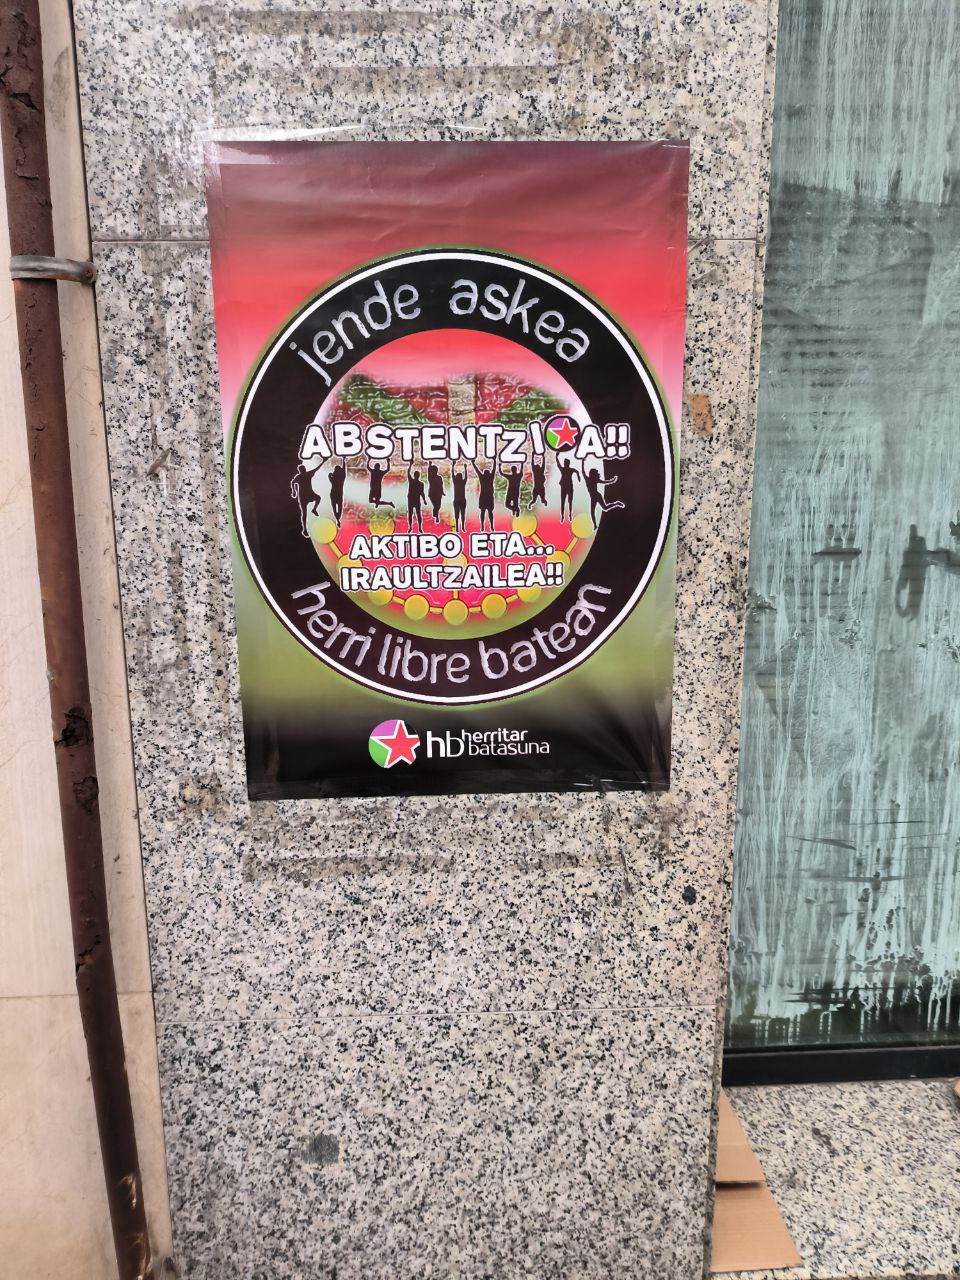 jende askea
ABSTENTZIOA!!
AKTIBO ETA...
IRAULTZAILEA!!
herri libre batean
hb herritar
batasuna